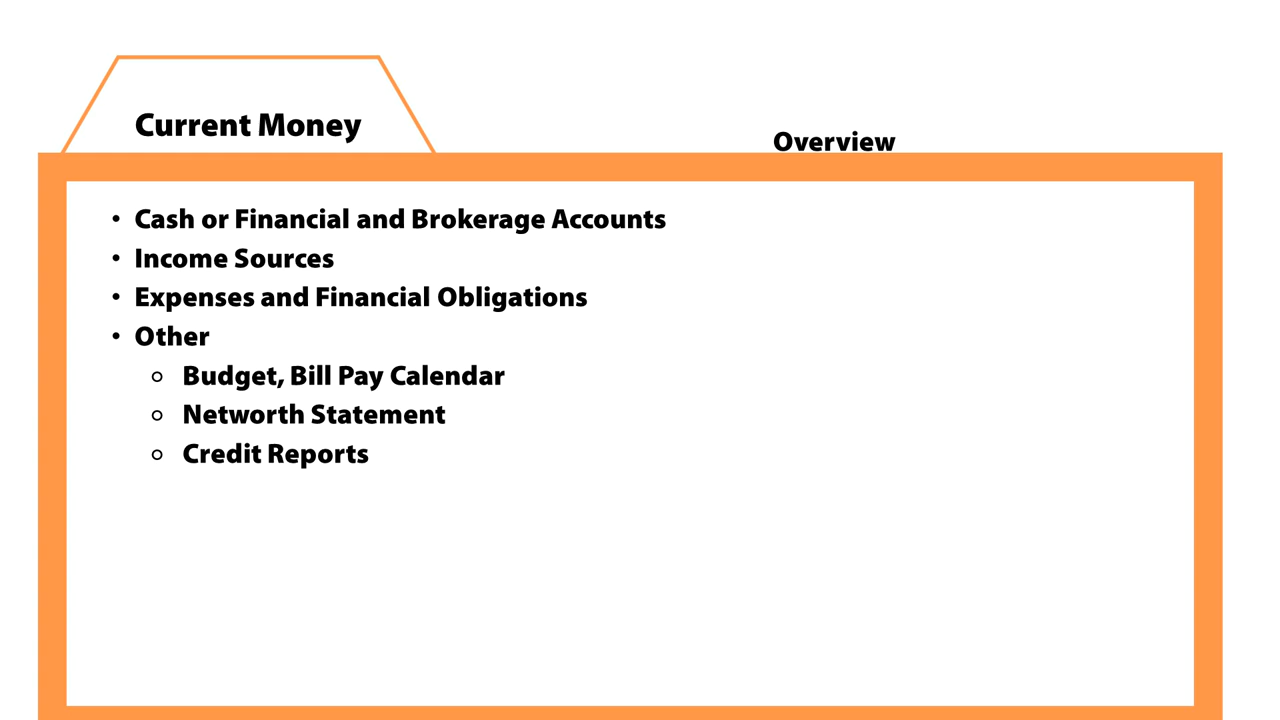 Current Money
Overview
• Cash or Financial and Brokerage Accounts
• Income Sources
• Expenses and Financial Obligations
• Other
○ Budget, Bill Pay Calendar
○ Networth Statement
○ Credit Reports